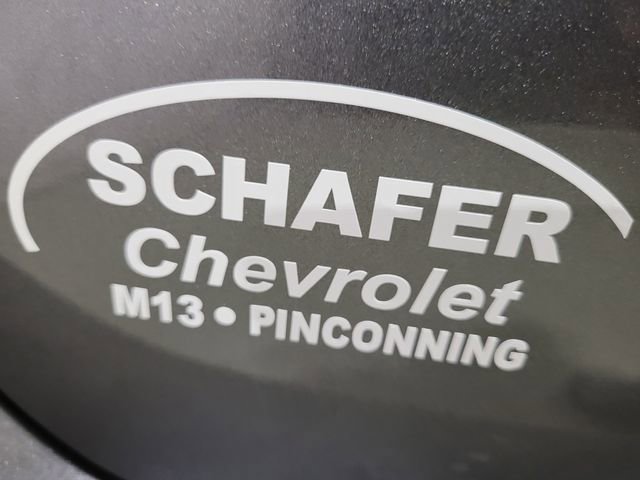 SCHAFER
Chevrolet
M13 • PINCONNING